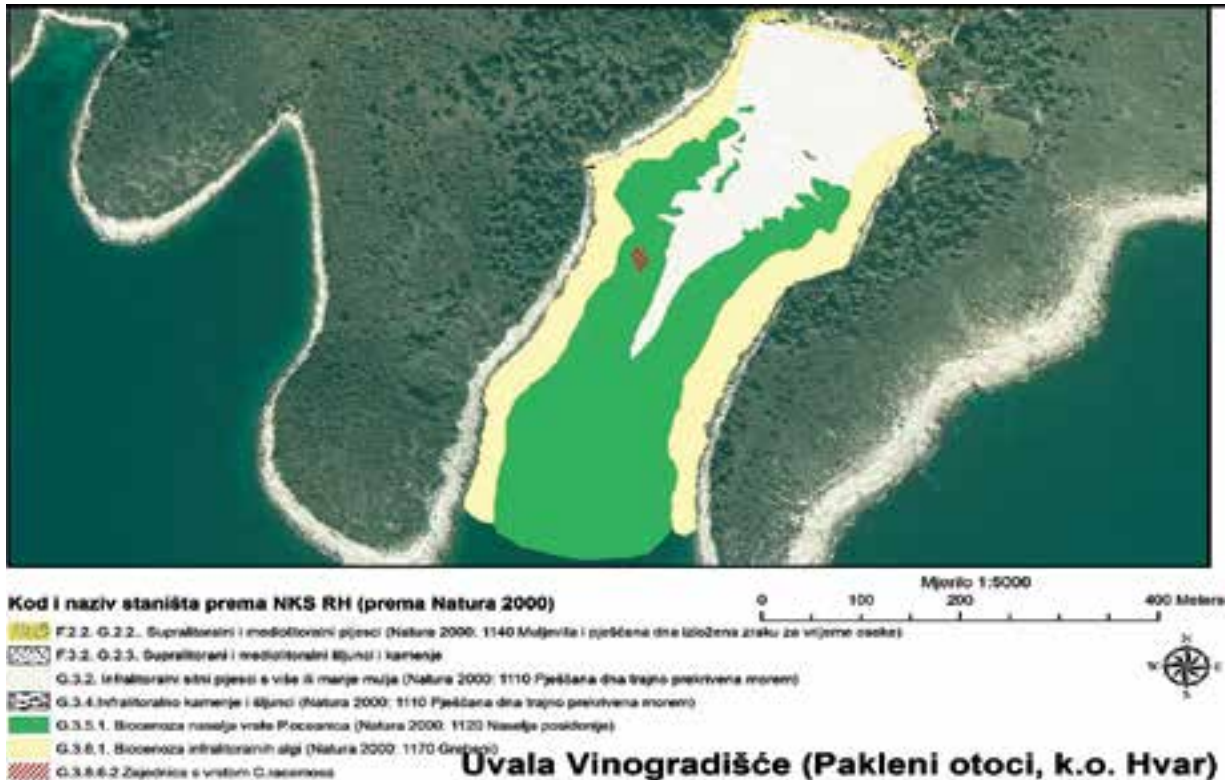 Mjerilo 1:5000
0 100 200 400 Meters
Kod i naziv staništa prema NKS RH (prema Natura 2000)
F.2.2. G.2.2.. Supralitoralni i mediolitoralni pijesci (Natura 2000: 1140 Muljevita i pješčana dna izložena zraku za vrijeme oseke)
F.3.2. G.2.3. Supralitorani i mediolitoralni šljunci i kamenje
G.3.2. Infralitoralni sitni pijesci s više ili manje mulja (Natura 2000: 1110 Pješčana dna trajno prekrivena morem)
G.3.4.Infralitoralno kamenje i šljunci (Natura 2000: 1110 Pješčana dna trajno prekrivena morem)
G.3.5.1. Biocenoza naselja vrste P.oceanica (Natura 2000: 1120 Naselja posidonije)
G.3.6.1. Biocenoza infralitoralnih algi (Natura 2000: 1170 Grebeni)
G.3.8.6.2 Zajednica s vrstom C.racemosa
N
W E
S
Uvala Vinogradišće (Pakleni otoci, k.o. Hvar)